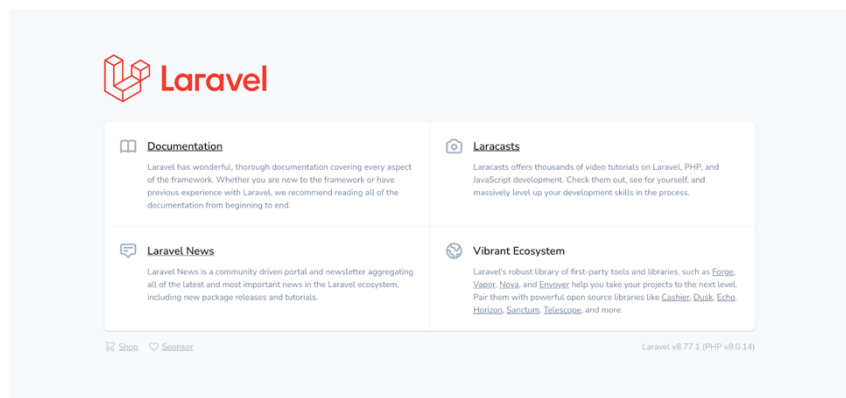 Laravel
Documentation
Laravel has wonderful, thorough documentation covering every aspect
of the framework. Whether you are new to the framework or have
previous experience with Laravel, we recommend reading all of the
documentation from beginning to end.
Laracasts
Laracasts offers thousands of video tutorials on Laravel, PHP, and
JavaScript development. Check them out, see for yourself, and
massively level up your development skills in the process.
Laravel News
Laravel News is a community driven portal and newsletter aggregating
all of the latest and most important news in the Laravel ecosystem,
including new package releases and tutorials.
Vibrant Ecosystem
Laravel's robust library of first-party tools and libraries, such as Forge,
Vapor, Nova, and Envoyer help you take your projects to the next level.
Pair them with powerful open source libraries like Cashier, Dusk, Echo,
Horizon, Sanctum, Telescope, and more.
Shop
Sponsor
Laravel v8.77.1 (PHP v8.0.14)